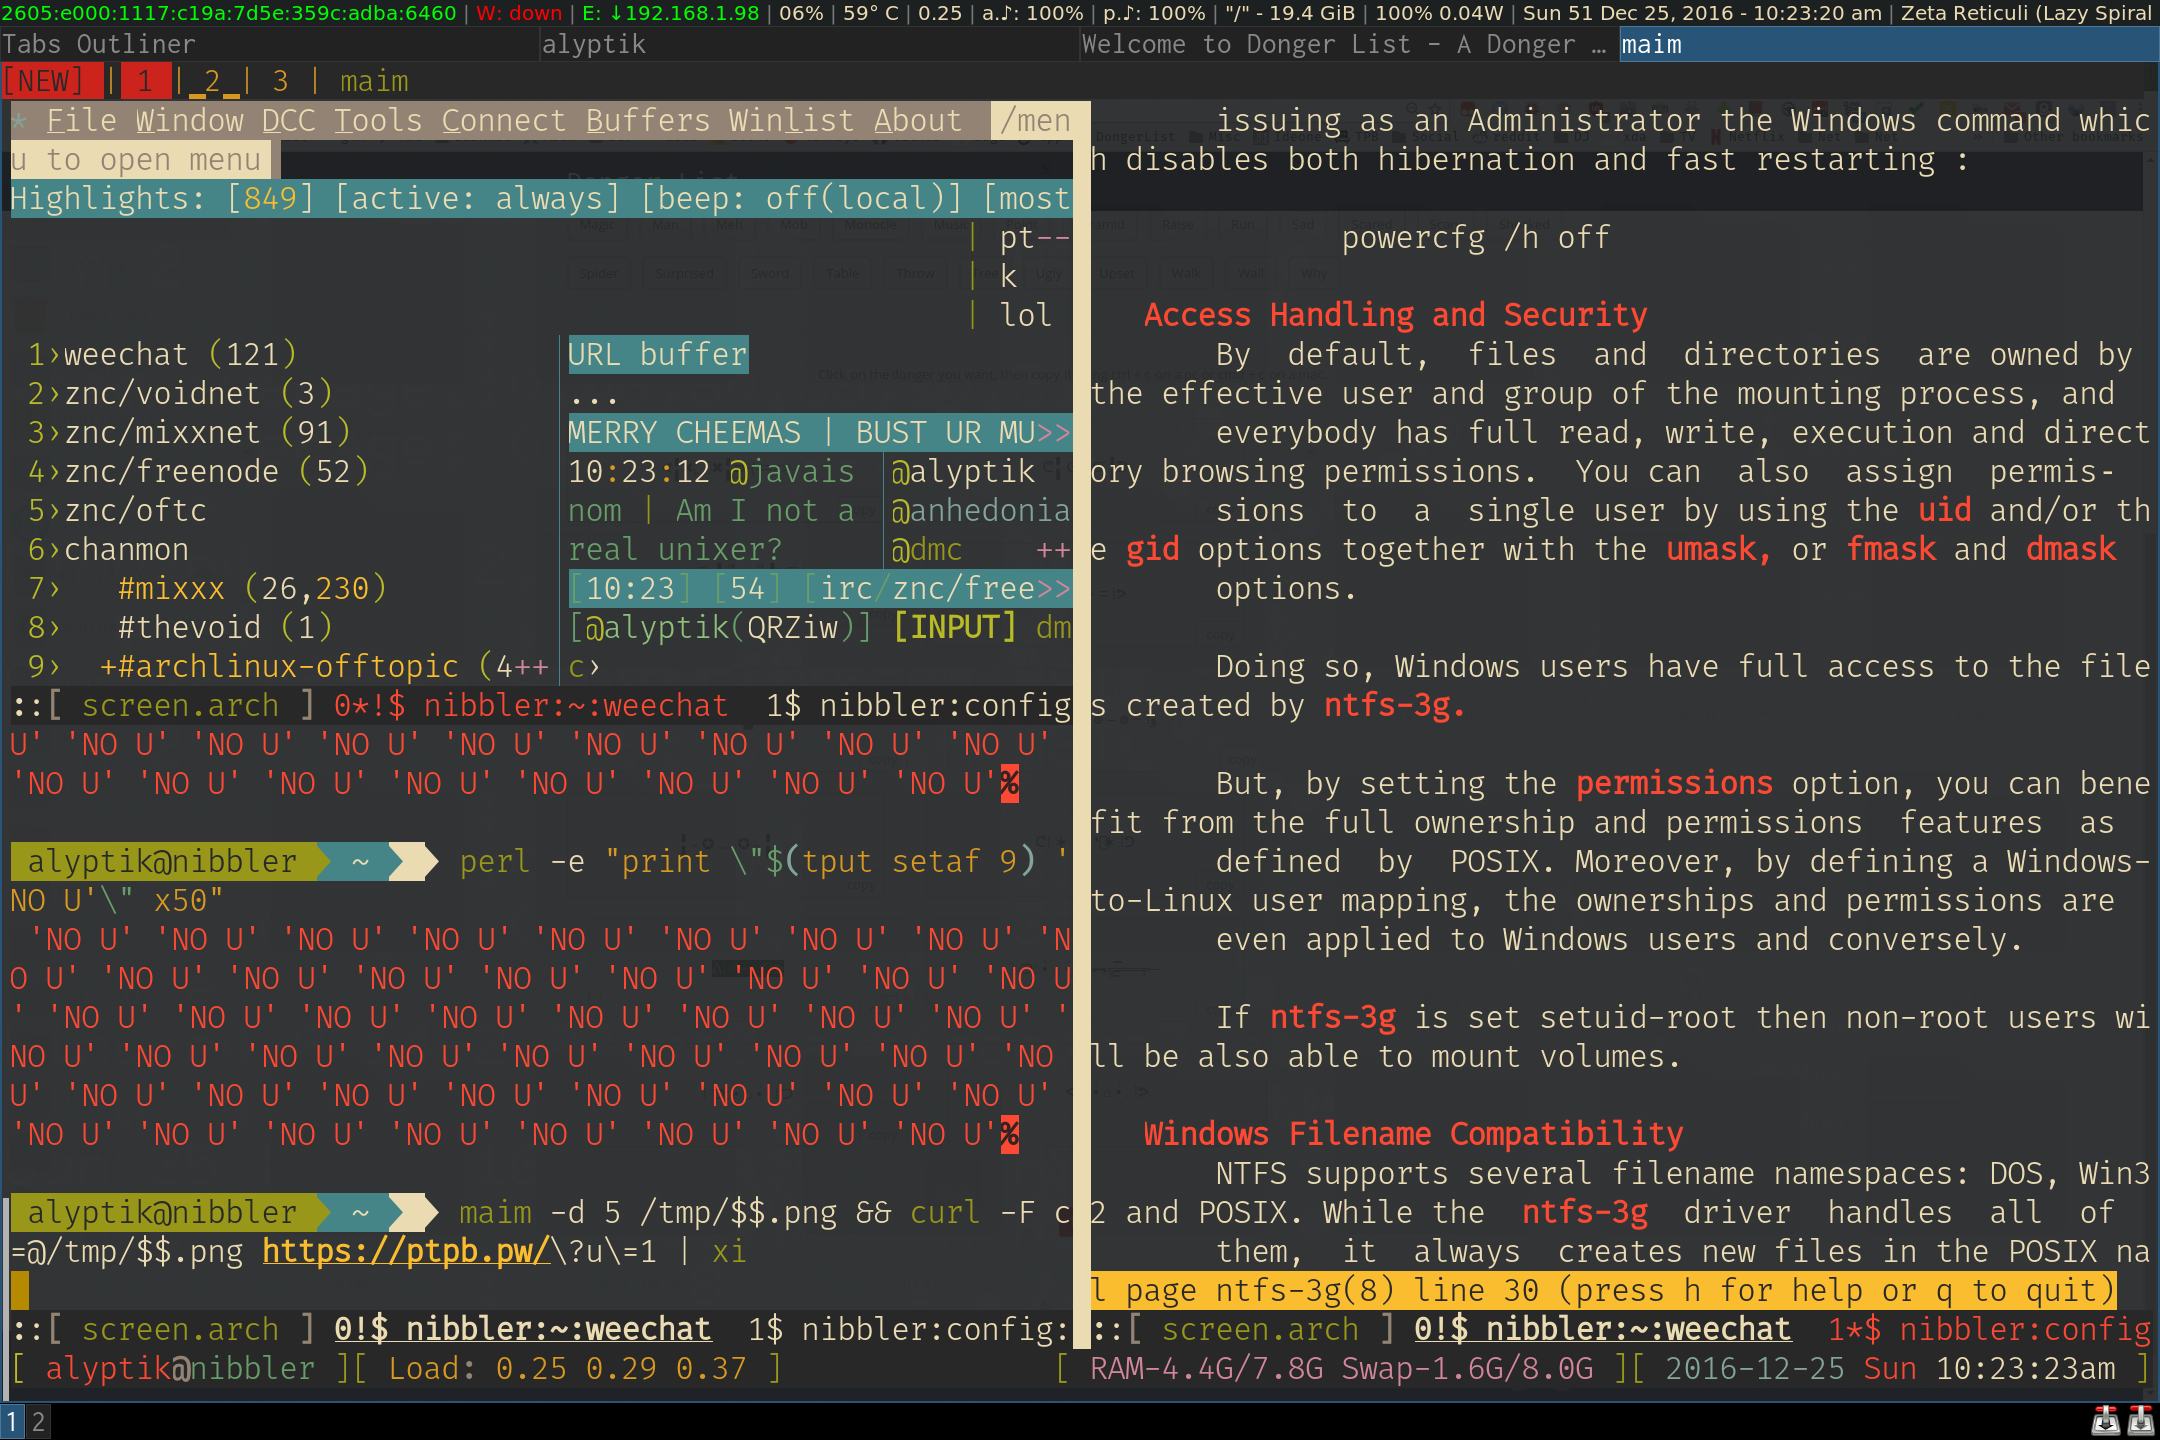 2605:e000:1117:c19a:7d5e:359c:adba:6460 | W: down | E: ↓192.168.1.98 | 06% | 59° C | 0.25 | a.♪: 100% | p.♪: 100% | "/" - 19.4 GiB | 100% 0.04W | Sun 51 Dec 25, 2016 - 10:23:20 am | Zeta Reticuli (Lazy Spiral
Tabs Outliner
alyptik
Welcome to Donger List - A Donger …
maim
[NEW] | 1 |_2_| 3 | maim
* File Window DCC Tools Connect Buffers Winlist About /men
u to open menu
Highlights: [849] [active: always] [beep: off(local)] [most
| pt--
| k
| lol
1›weechat (121)
2›znc/voidnet (3)
3›znc/mixxnet (91)
4›znc/freenode (52)
5›znc/oftc
6›chanmon
7› #mixxx (26,230)
8› #thevoid (1)
9› +#archlinux-offtopic (4++
URL buffer
...
MERRY CHEEMAS | BUST UR MU>>
10:23:12 @javais
nom | Am I not a
real unixer?
@alyptik
@anhedonia
@dmc ++
[10:23] [54] [irc/znc/free>>
[@alyptik(QRZiw)] [INPUT] dm
c›
::[ screen.arch ] 0*!$ nibbler:~:weechat 1$ nibbler:config
U' 'NO U' 'NO U' 'NO U' 'NO U' 'NO U' 'NO U' 'NO U' 'NO U'
'NO U' 'NO U' 'NO U' 'NO U' 'NO U' 'NO U' 'NO U' 'NO U'%
alyptik@nibbler ~ perl -e "print \"$(tput setaf 9) '
NO U'\" x50"
'NO U' 'NO U' 'NO U' 'NO U' 'NO U' 'NO U' 'NO U' 'NO U' 'N
O U' 'NO U' 'NO U' 'NO U' 'NO U' 'NO U' 'NO U' 'NO U' 'NO U
' 'NO U' 'NO U' 'NO U' 'NO U' 'NO U' 'NO U' 'NO U' 'NO U' '
NO U' 'NO U' 'NO U' 'NO U' 'NO U' 'NO U' 'NO U' 'NO U' 'NO
U' 'NO U' 'NO U' 'NO U' 'NO U' 'NO U' 'NO U' 'NO U' 'NO U'
'NO U' 'NO U' 'NO U' 'NO U' 'NO U' 'NO U' 'NO U' 'NO U'%
alyptik@nibbler ~ maim -d 5 /tmp/$$.png && curl -F c
=@/tmp/$$.png https://ptpb.pw/\?u\=1 | xi
::[ screen.arch ] 0!$ nibbler:~:weechat 1$ nibbler:config:
issuing as an Administrator the Windows command whic
h disables both hibernation and fast restarting :
powercfg /h off
Access Handling and Security
By default, files and directories are owned by
the effective user and group of the mounting process, and
everybody has full read, write, execution and direct
ory browsing permissions. You can also assign permis-
sions to a single user by using the uid and/or th
e gid options together with the umask, or fmask and dmask
options.
Doing so, Windows users have full access to the file
s created by ntfs-3g.
But, by setting the permissions option, you can bene
fit from the full ownership and permissions features as
defined by POSIX. Moreover, by defining a Windows-
to-Linux user mapping, the ownerships and permissions are
even applied to Windows users and conversely.
If ntfs-3g is set setuid-root then non-root users wi
ll be also able to mount volumes.
Windows Filename Compatibility
NTFS supports several filename namespaces: DOS, Win3
2 and POSIX. While the ntfs-3g driver handles all of
them, it always creates new files in the POSIX na
l page ntfs-3g(8) line 30 (press h for help or q to quit)
::[ screen.arch ] 0!$ nibbler:~:weechat 1*$ nibbler:config
[ alyptik@nibbler ][ Load: 0.25 0.29 0.37 ] [ RAM-4.4G/7.8G Swap-1.6G/8.0G ][ 2016-12-25 Sun 10:23:23am ]
1 2